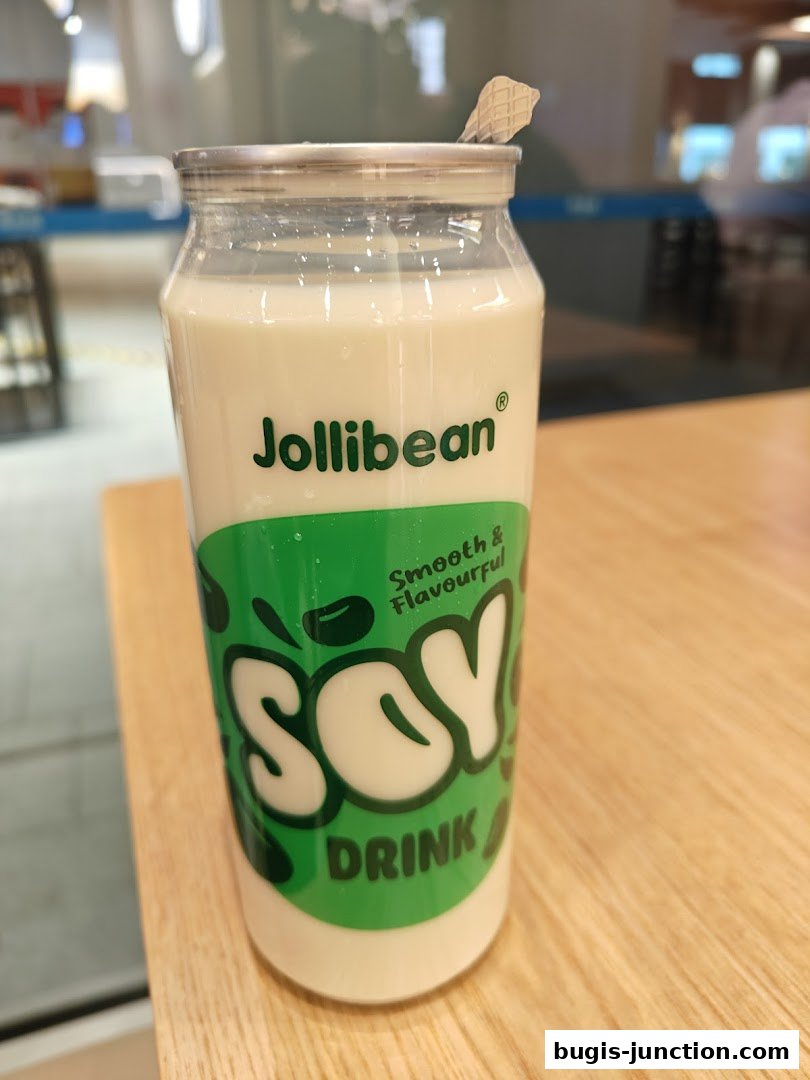 Jollibean®
Smooth &
Flavourful
SOY
DRINK
bugis-junction.com